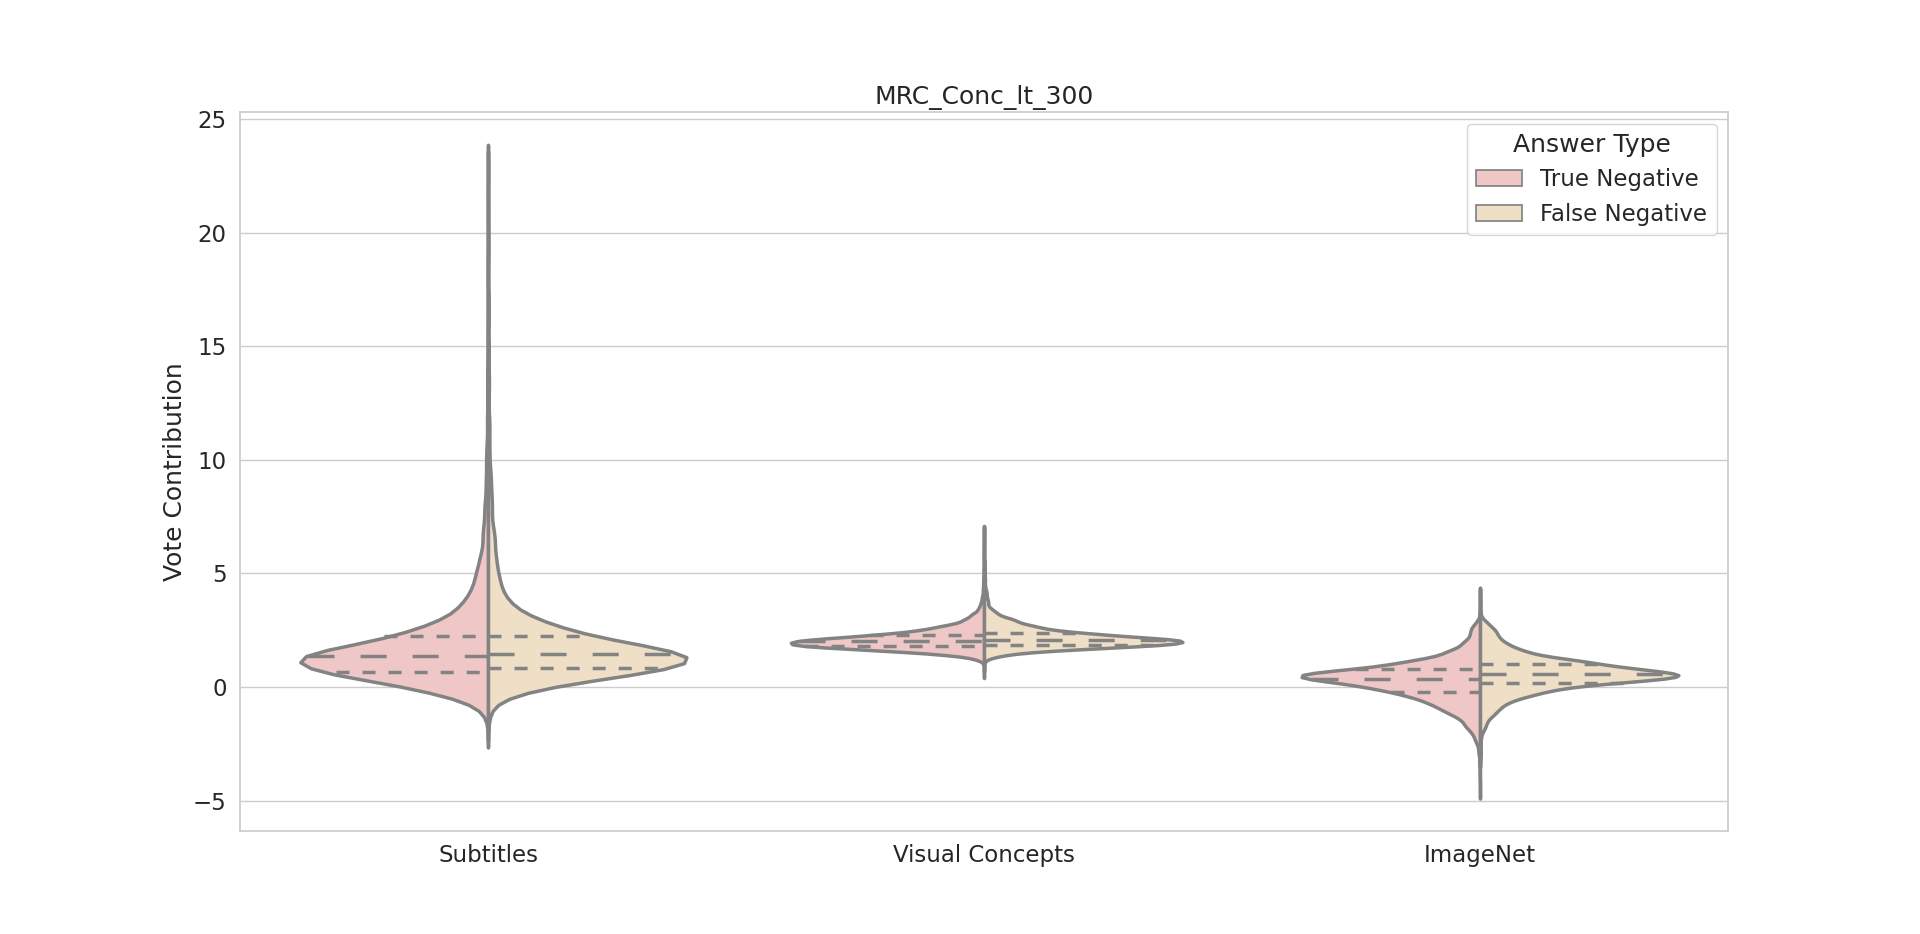 MRC_Conc_lt_300
25
20
15
10
5
0
−5
Vote Contribution
Answer Type
True Negative
False Negative
Subtitles
Visual Concepts
ImageNet